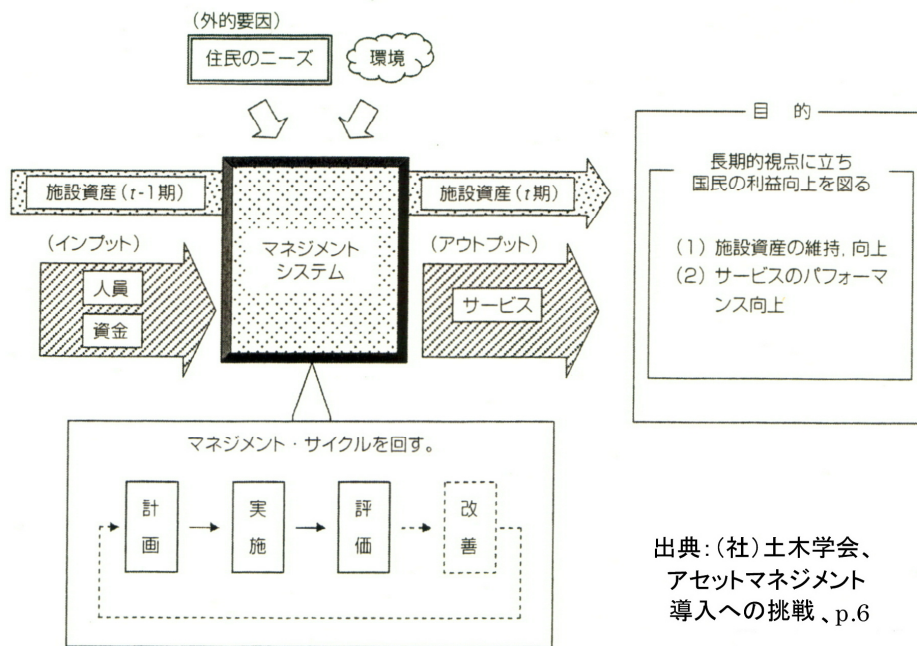 (外的要因)
住民のニーズ
環境
目 的
長期的視点に立ち
国民の利益向上を図る
(1) 施設資産の維持, 向上
(2) サービスのパフォーマ
ンス向上
施設資産(t-1期)
施設資産(t期)
マネジメント
システム
(インプット)
人員
資金
(アウトプット)
サービス
マネジメント・サイクルを回す。
計画
実施
評価
改善
出典:(社)土木学会、
アセットマネジメント
導入への挑戦、p.6